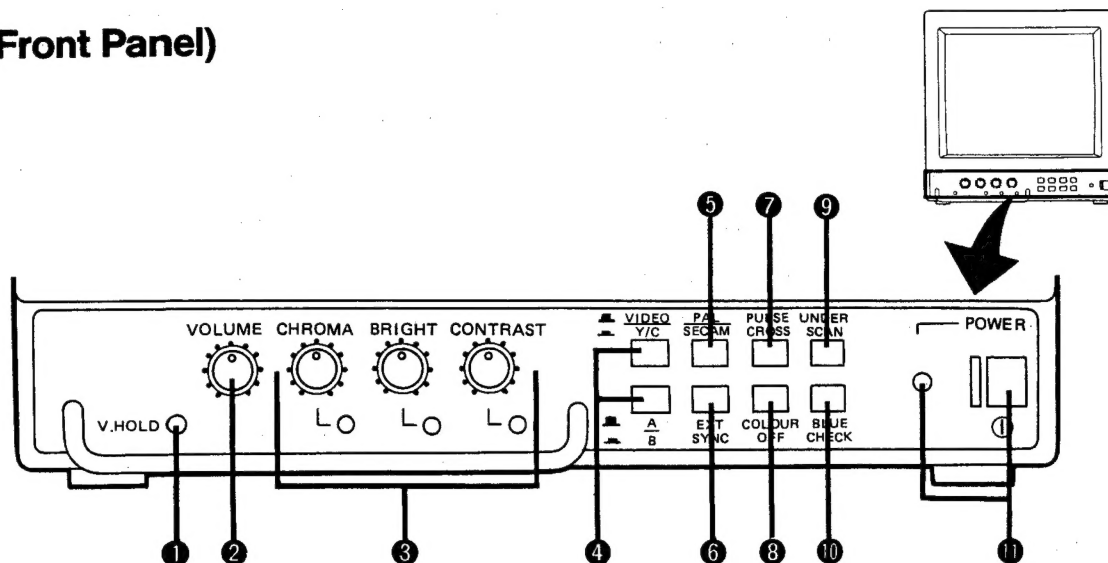 Front Panel)
5 7 9
VOLUME CHROMA BRIGHT CONTRAST
VIDEO
Y/C
PAL
SECAM
PULSE
CROSS
UNDER
SCAN
POWER
V.HOLD
A
B
EXT
SYNC
COLOUR
OFF
BLUE
CHECK
1 2 3 4 6 8 10 11